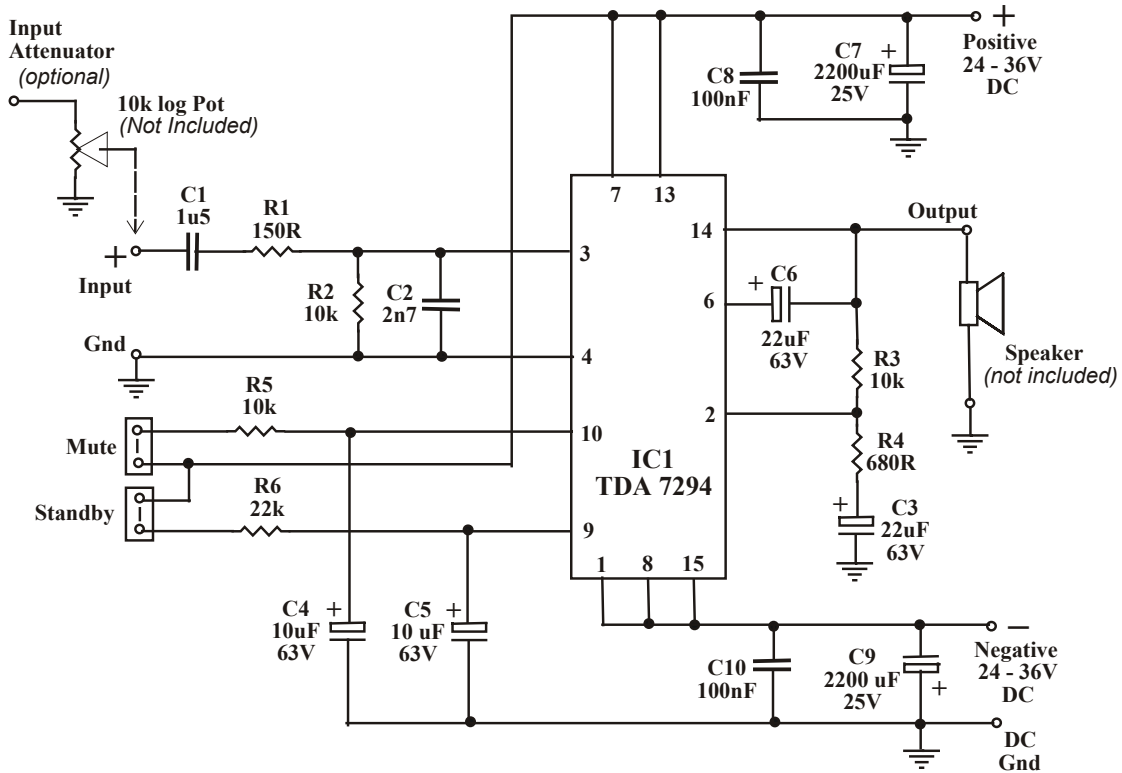 Input
Attenuator
(optional)
10k log Pot
(Not Included)
C1
1u5
R1
150R
+
Input
R2
10k
C2
2n7
Gnd
R5
10k
Mute
Standby
R6
22k
C4
10uF
63V
+
C5
10 uF
63V
+
7
13
3
4
10
9
14
6
2
1
8
15
IC1
TDA 7294
C8
100nF
C7
2200uF
25V
+
+
Positive
24 - 36V
DC
Output
+
C6
22uF
63V
R3
10k
R4
680R
+
C3
22uF
63V
Speaker
(not included)
C10
100nF
C9
2200 uF
25V
+
−
Negative
24 - 36V
DC
DC
Gnd